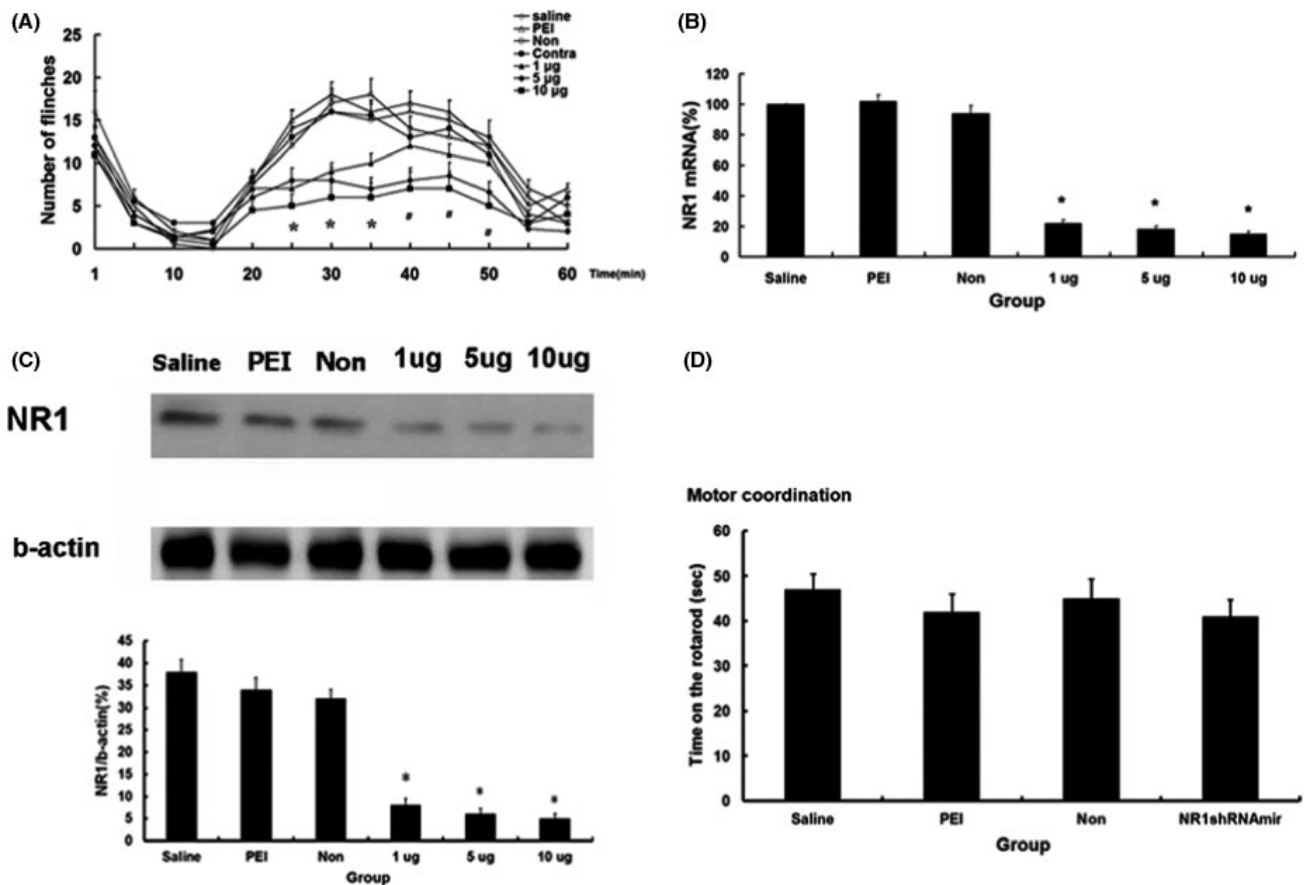 (A)
saline
PEI
Non
Contra
1 µg
5 µg
10 µg
Number of flinches
25
20
15
10
5
0
* * * # # #
1 10 20 30 40 50 60 Time(min)
(B)
NR1 mRNA(%)
120
100
80
60
40
20
0
* * *
Saline PEI Non 1 ug 5 ug 10 ug
Group
(C)
Saline PEI Non 1ug 5ug 10ug
NR1
b-actin
NR1/b-actin(%)
45
40
35
30
25
20
15
10
5
0
* * *
Saline PEI Non 1 ug 5 ug 10 ug
Group
(D)
Motor coordination
Time on the rotarod (sec)
60
50
40
30
20
10
0
Saline PEI Non NR1shRNAmir
Group